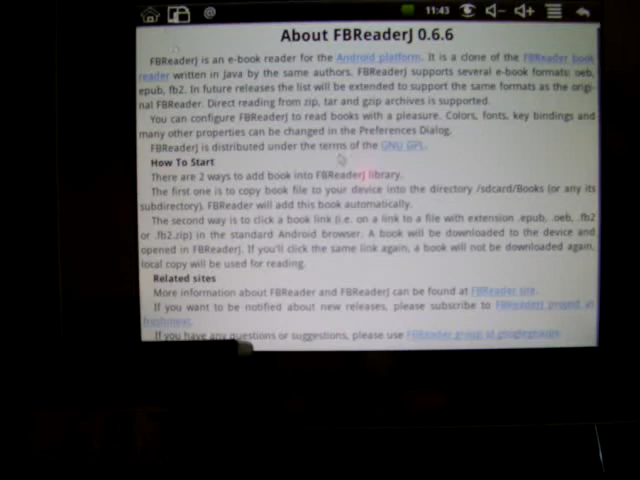 @ 11:43
About FBReaderJ 0.6.6
FBReaderJ is an e-book reader for the Android platform. It is a clone of the FBReader book
reader written in Java by the same authors. FBReaderJ supports several e-book formats: oeb,
epub, fb2. In future releases the list will be extended to support the same formats as the origi-
nal FBReader. Direct reading from zip, tar and gzip archives is supported.
You can configure FBReaderJ to read books with a pleasure. Colors, fonts, key bindings and
many other properties can be changed in the Preferences Dialog.
FBReaderJ is distributed under the terms of the GNU GPL.
How To Start
There are 2 ways to add book into FBReaderJ library.
The first one is to copy book file to your device into the directory /sdcard/Books (or any its
subdirectory). FBReader will add this book automatically.
The second way is to click a book link (i.e. on a link to a file with extension .epub, .oeb, .fb2
or .fb2.zip) in the standard Android browser. A book will be downloaded to the device and
opened in FBReaderJ. If you'll click the same link again, a book will not be downloaded again,
local copy will be used for reading.
Related sites
More information about FBReader and FBReaderJ can be found at FBReader site.
If you want to be notified about new releases, please subscribe to FBReaderJ project in
freshmeat.
If you have any questions or suggestions, please use FBReader group at googlegroups.